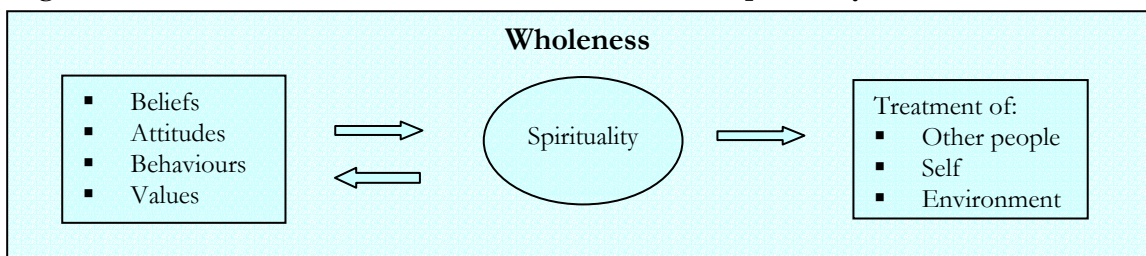 Wholeness
▪ Beliefs
▪ Attitudes
▪ Behaviours
▪ Values
Spirituality
Treatment of:
▪ Other people
▪ Self
▪ Environment